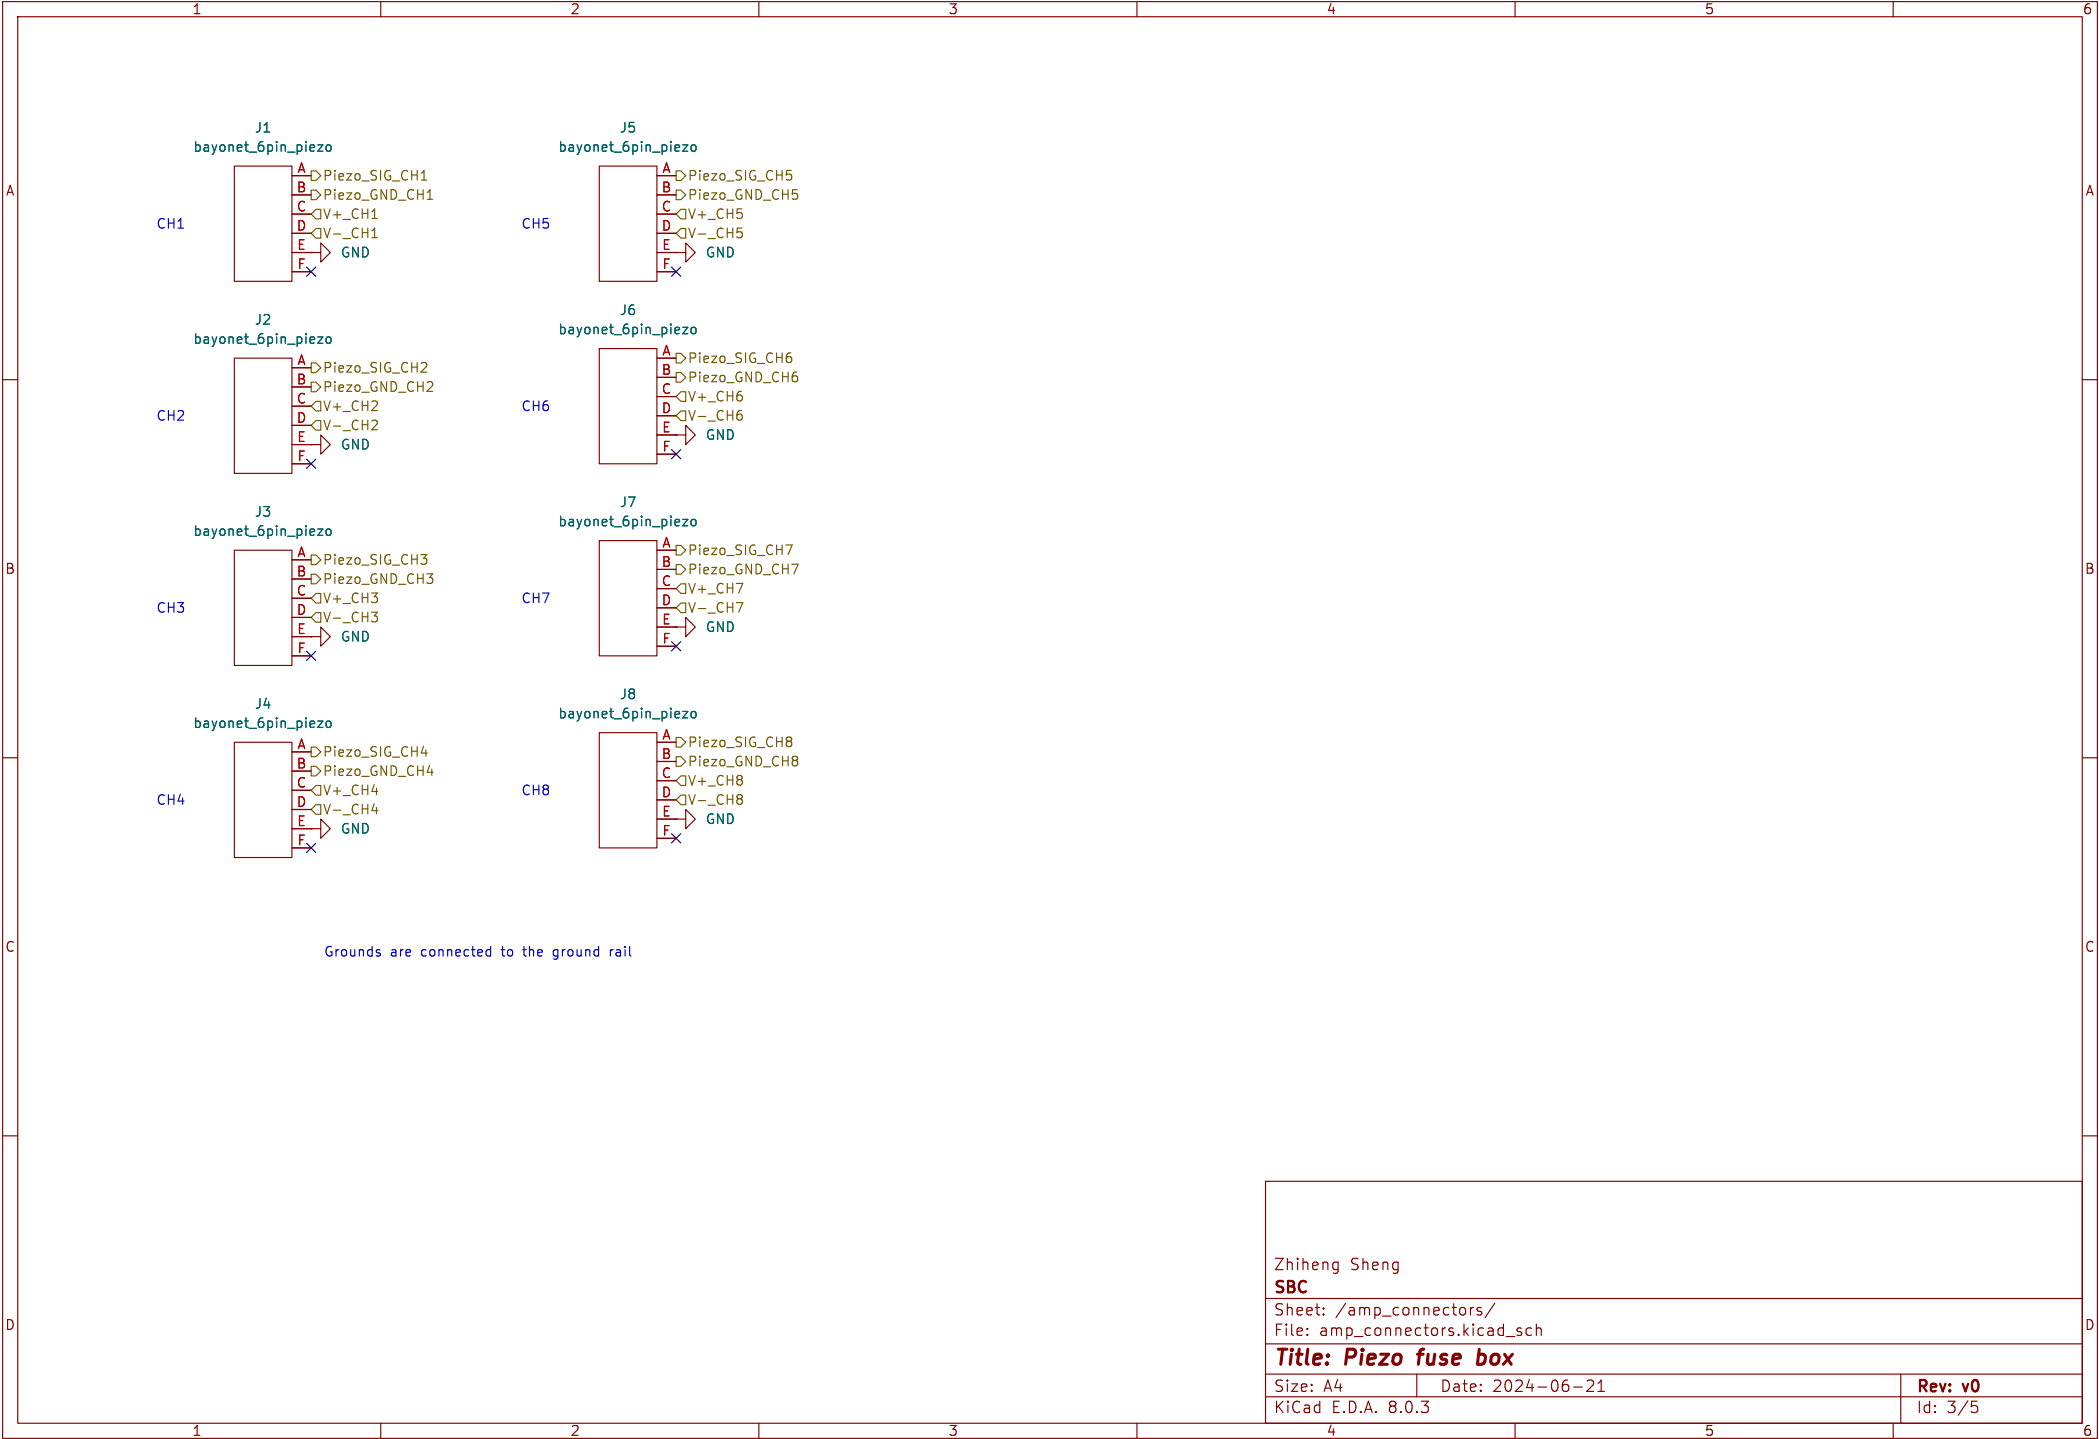 1 2 3 4 5 6
A A
B B
C C
D D
J1
bayonet_6pin_piezo
CH1
A Piezo_SIG_CH1
B Piezo_GND_CH1
C V+_CH1
D V-_CH1
E GND
F
J2
bayonet_6pin_piezo
CH2
A Piezo_SIG_CH2
B Piezo_GND_CH2
C V+_CH2
D V-_CH2
E GND
F
J3
bayonet_6pin_piezo
CH3
A Piezo_SIG_CH3
B Piezo_GND_CH3
C V+_CH3
D V-_CH3
E GND
F
J4
bayonet_6pin_piezo
CH4
A Piezo_SIG_CH4
B Piezo_GND_CH4
C V+_CH4
D V-_CH4
E GND
F
J5
bayonet_6pin_piezo
CH5
A Piezo_SIG_CH5
B Piezo_GND_CH5
C V+_CH5
D V-_CH5
E GND
F
J6
bayonet_6pin_piezo
CH6
A Piezo_SIG_CH6
B Piezo_GND_CH6
C V+_CH6
D V-_CH6
E GND
F
J7
bayonet_6pin_piezo
CH7
A Piezo_SIG_CH7
B Piezo_GND_CH7
C V+_CH7
D V-_CH7
E GND
F
J8
bayonet_6pin_piezo
CH8
A Piezo_SIG_CH8
B Piezo_GND_CH8
C V+_CH8
D V-_CH8
E GND
F
Grounds are connected to the ground rail
Zhiheng Sheng
SBC
Sheet: /amp_connectors/
File: amp_connectors.kicad_sch
Title: Piezo fuse box
Size: A4 Date: 2024-06-21 Rev: v0
KiCad E.D.A. 8.0.3 Id: 3/5
1 2 3 4 5 6